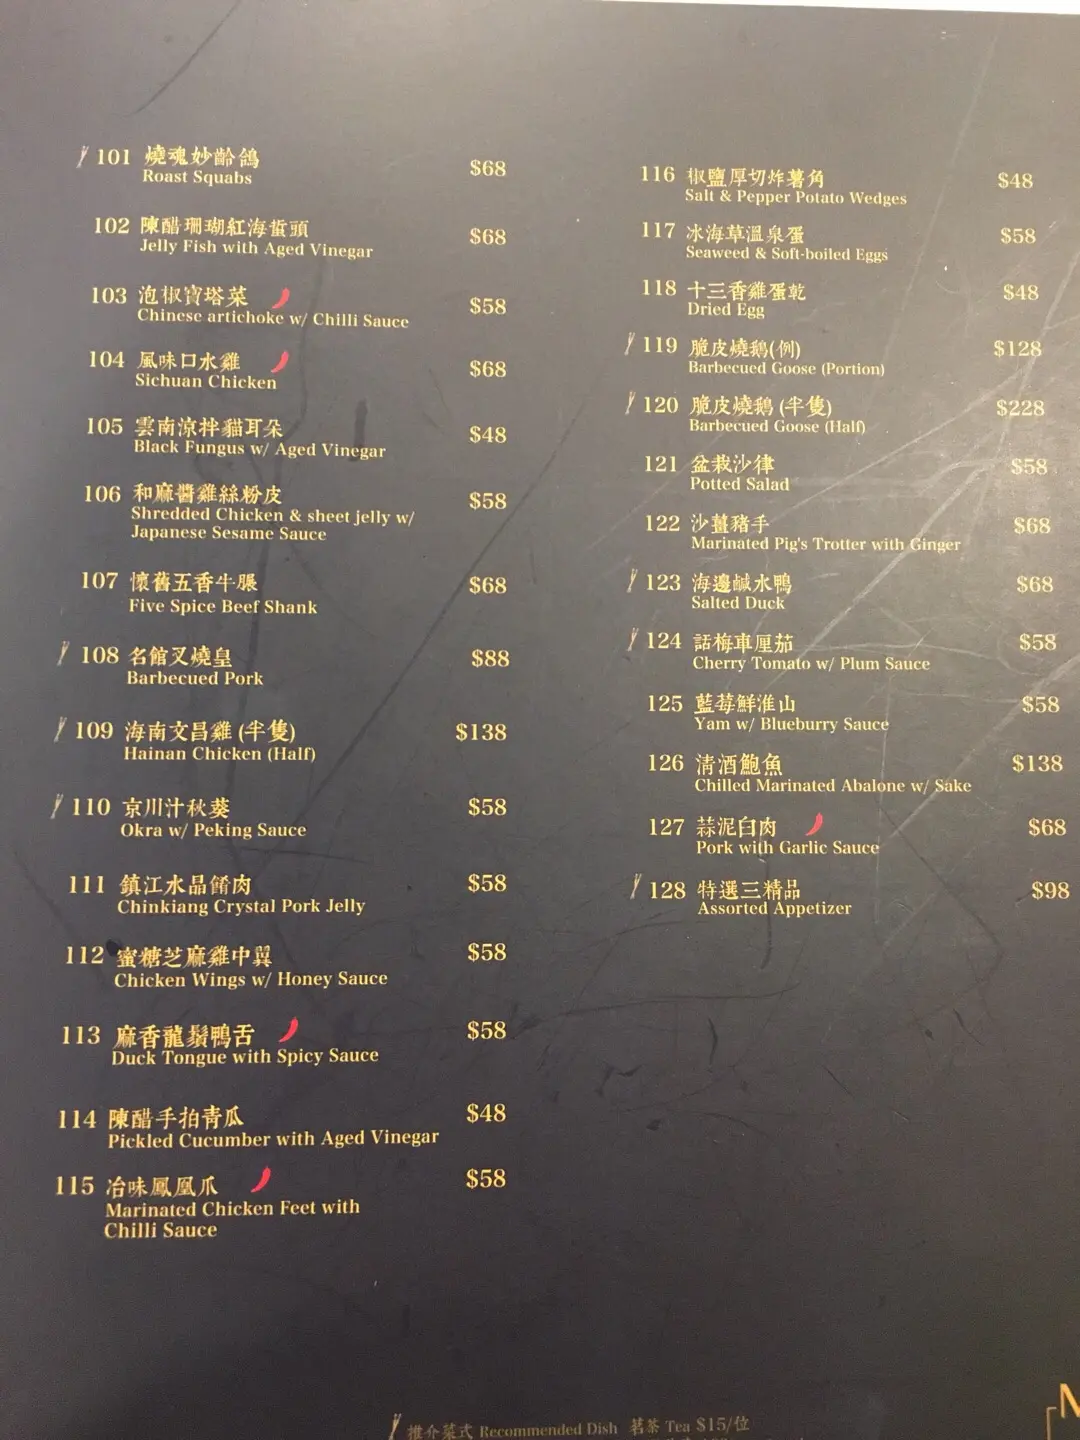 101 燒魂妙齡鴿 $68
Roast Squabs
102 陳醋珊瑚紅海蜇頭 $68
Jelly Fish with Aged Vinegar
103 泡椒寶塔菜 $58
Chinese artichoke w/ Chilli Sauce
104 風味口水雞 $68
Sichuan Chicken
105 雲南涼拌貓耳朵 $48
Black Fungus w/ Aged Vinegar
106 和麻醬雞絲粉皮 $58
Shredded Chicken & sheet jelly w/
Japanese Sesame Sauce
107 懷舊五香牛𦟌 $68
Five Spice Beef Shank
108 名館叉燒皇 $88
Barbecued Pork
109 海南文昌雞 (半隻) $138
Hainan Chicken (Half)
110 京川汁秋葵 $58
Okra w/ Peking Sauce
111 鎮江水晶餚肉 $58
Chinkiang Crystal Pork Jelly
112 蜜糖芝麻雞中翼 $58
Chicken Wings w/ Honey Sauce
113 麻香龍鬚鴨舌 $58
Duck Tongue with Spicy Sauce
114 陳醋手拍青瓜 $48
Pickled Cucumber with Aged Vinegar
115 冶味鳳凰爪 $58
Marinated Chicken Feet with
Chilli Sauce
116 椒鹽厚切炸薯角 $48
Salt & Pepper Potato Wedges
117 冰海草溫泉蛋 $58
Seaweed & Soft-boiled Eggs
118 十三香雞蛋乾 $48
Dried Egg
119 脆皮燒鵝(例) $128
Barbecued Goose (Portion)
120 脆皮燒鵝 (半隻) $228
Barbecued Goose (Half)
121 盆栽沙律 $58
Potted Salad
122 沙薑豬手 $68
Marinated Pig's Trotter with Ginger
123 海邊鹹水鴨 $68
Salted Duck
124 話梅車厘茄 $58
Cherry Tomato w/ Plum Sauce
125 藍莓鮮淮山 $58
Yam w/ Blueburry Sauce
126 清酒鮑魚 $138
Chilled Marinated Abalone w/ Sake
127 蒜泥白肉 $68
Pork with Garlic Sauce
128 特選三精品 $98
Assorted Appetizer
推介菜式 Recommended Dish 茗茶 Tea $15/位